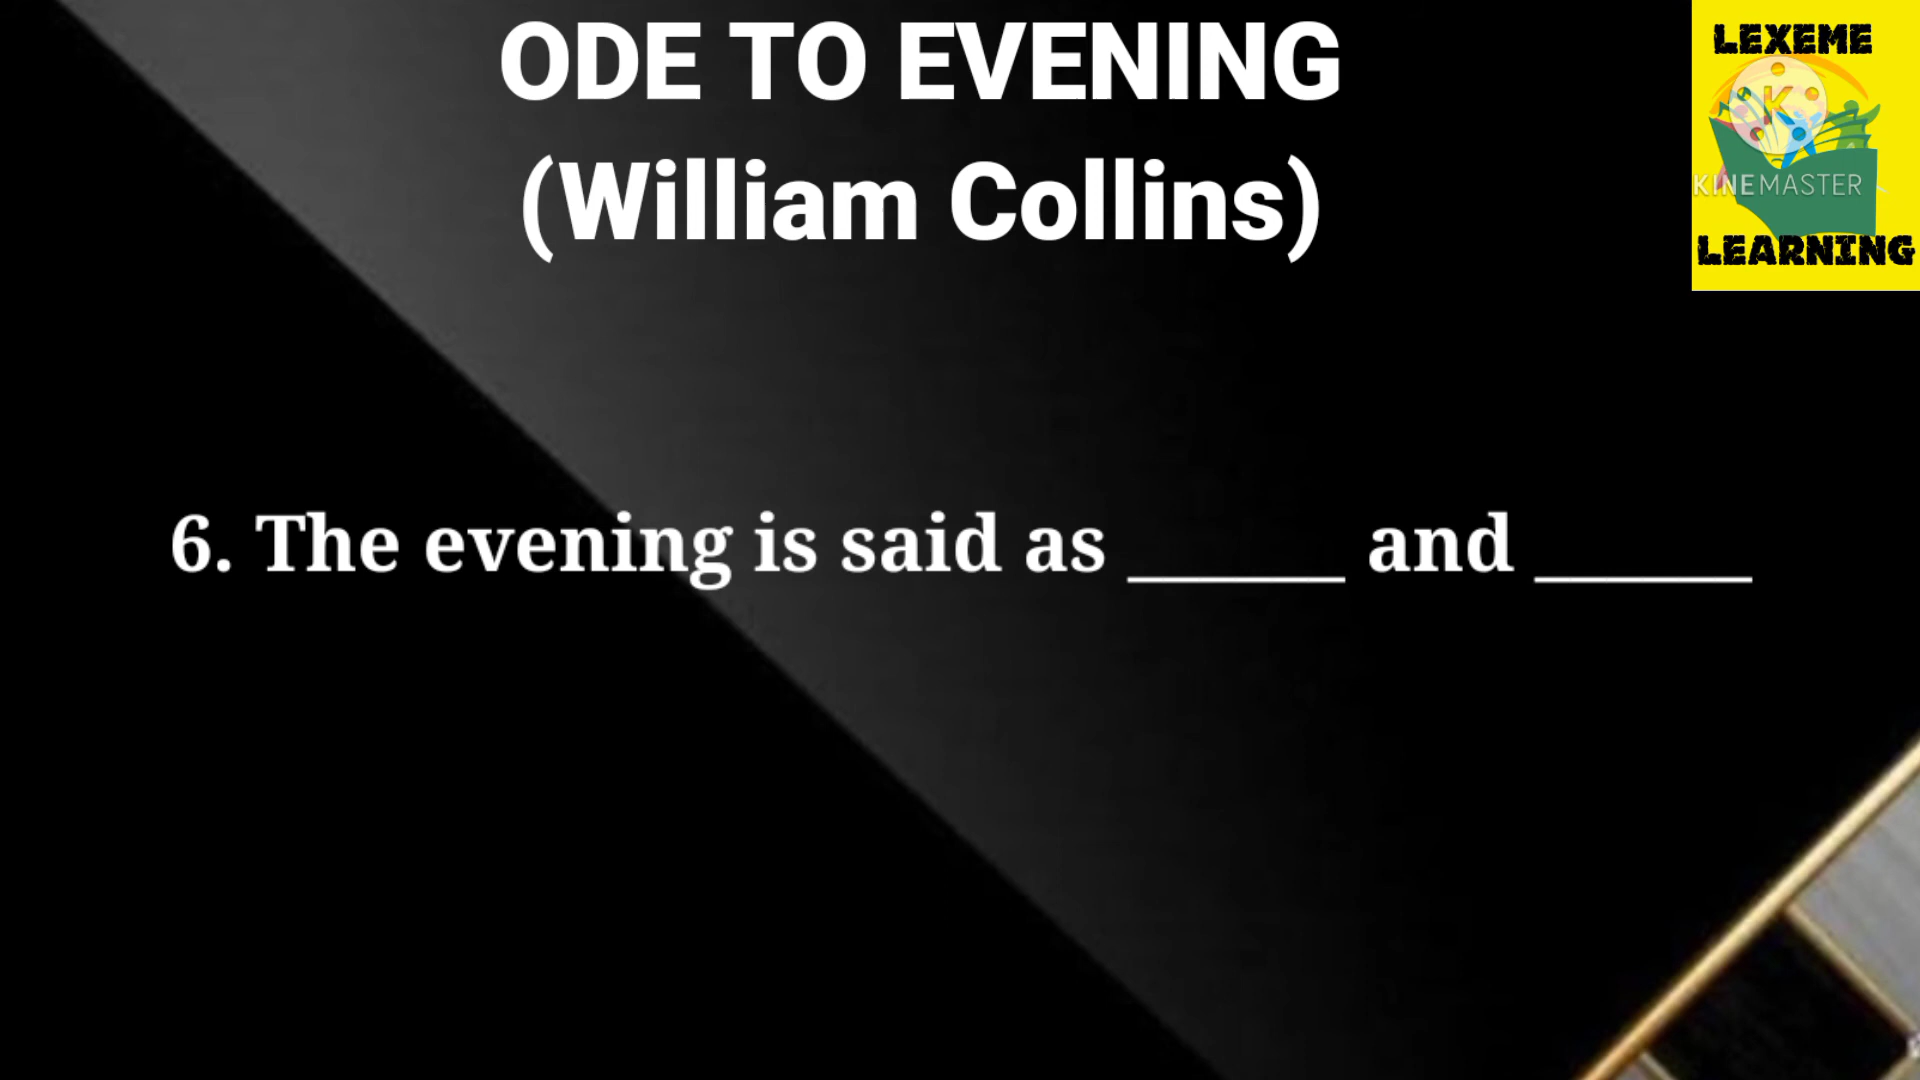 ODE TO EVENING
(William Collins)
LEXEME
KINEMASTER
LEARNING
6. The evening is said as ______ and ______